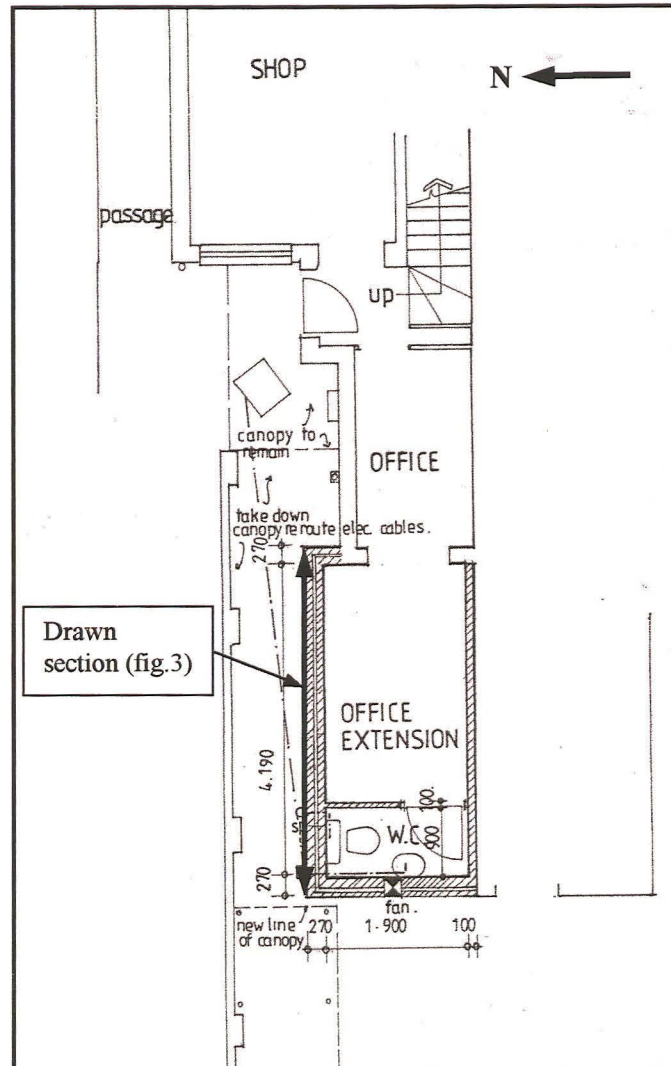 SHOP
N
passage
up
canopy to
remain
OFFICE
take down
canopy reroute elec. cables.
270
Drawn
section (fig.3)
OFFICE
EXTENSION
4.190
100.
W.C
900
270
fan.
new line
of canopy
270
1·900
100